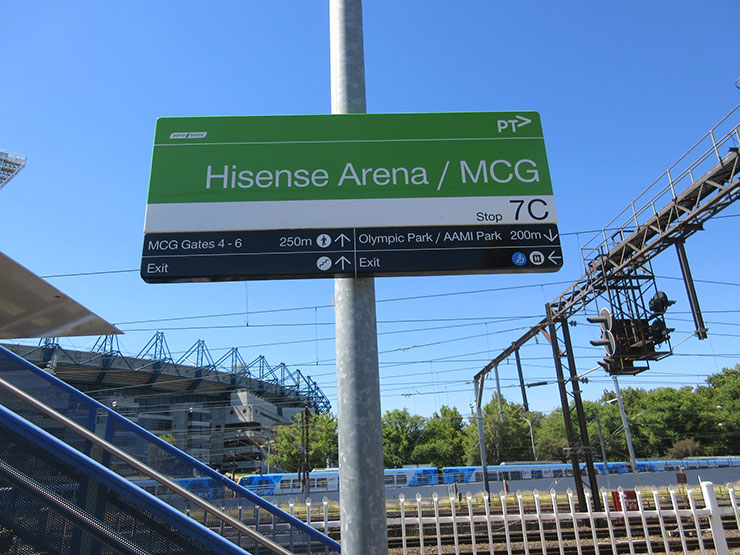 PT>
Hisense Arena / MCG
Stop 7C
MCG Gates 4 - 6 250m
Exit
Olympic Park / AAMI Park 200m
Exit